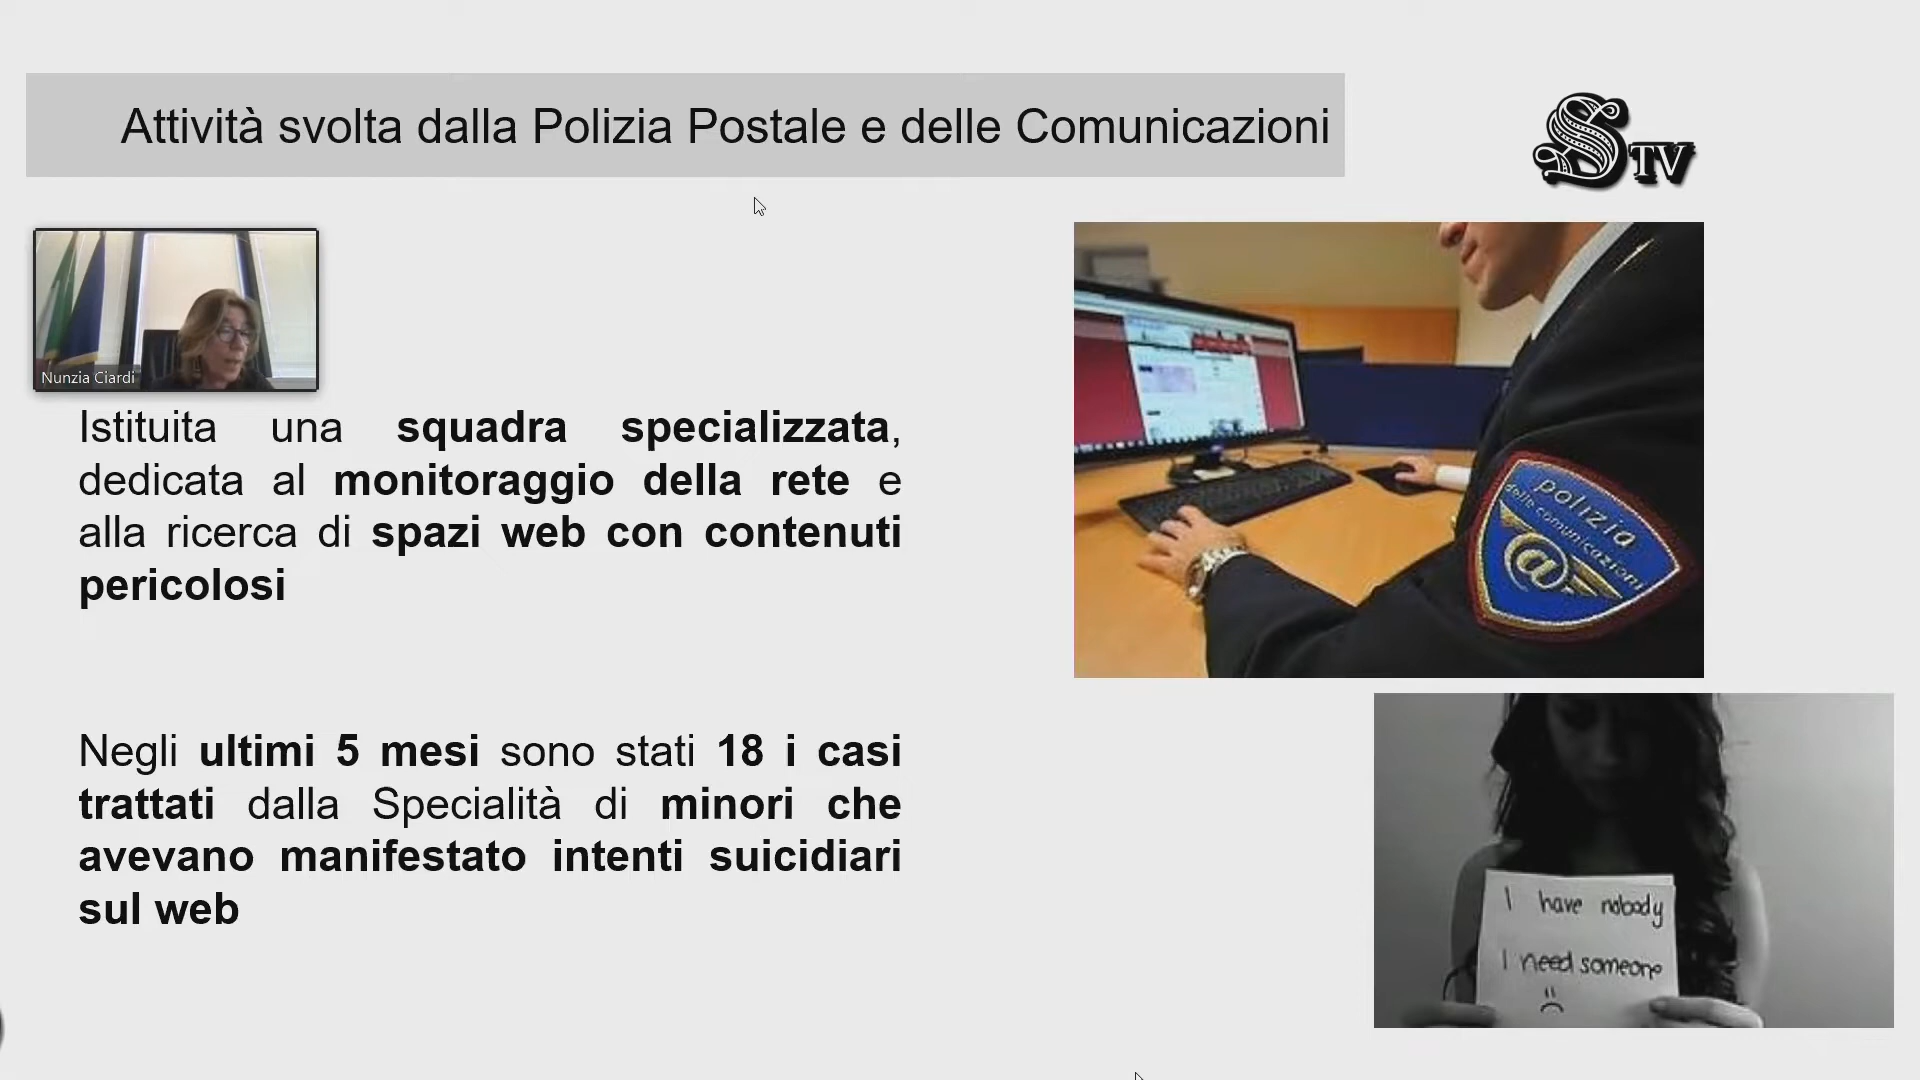 Attività svolta dalla Polizia Postale e delle Comunicazioni
S TV
Nunzia Ciardi
Istituita una squadra specializzata,
dedicata al monitoraggio della rete e
alla ricerca di spazi web con contenuti
pericolosi
polizia
delle comunicazioni
@
Negli ultimi 5 mesi sono stati 18 i casi
trattati dalla Specialità di minori che
avevano manifestato intenti suicidiari
sul web
I have nobody
I need someone